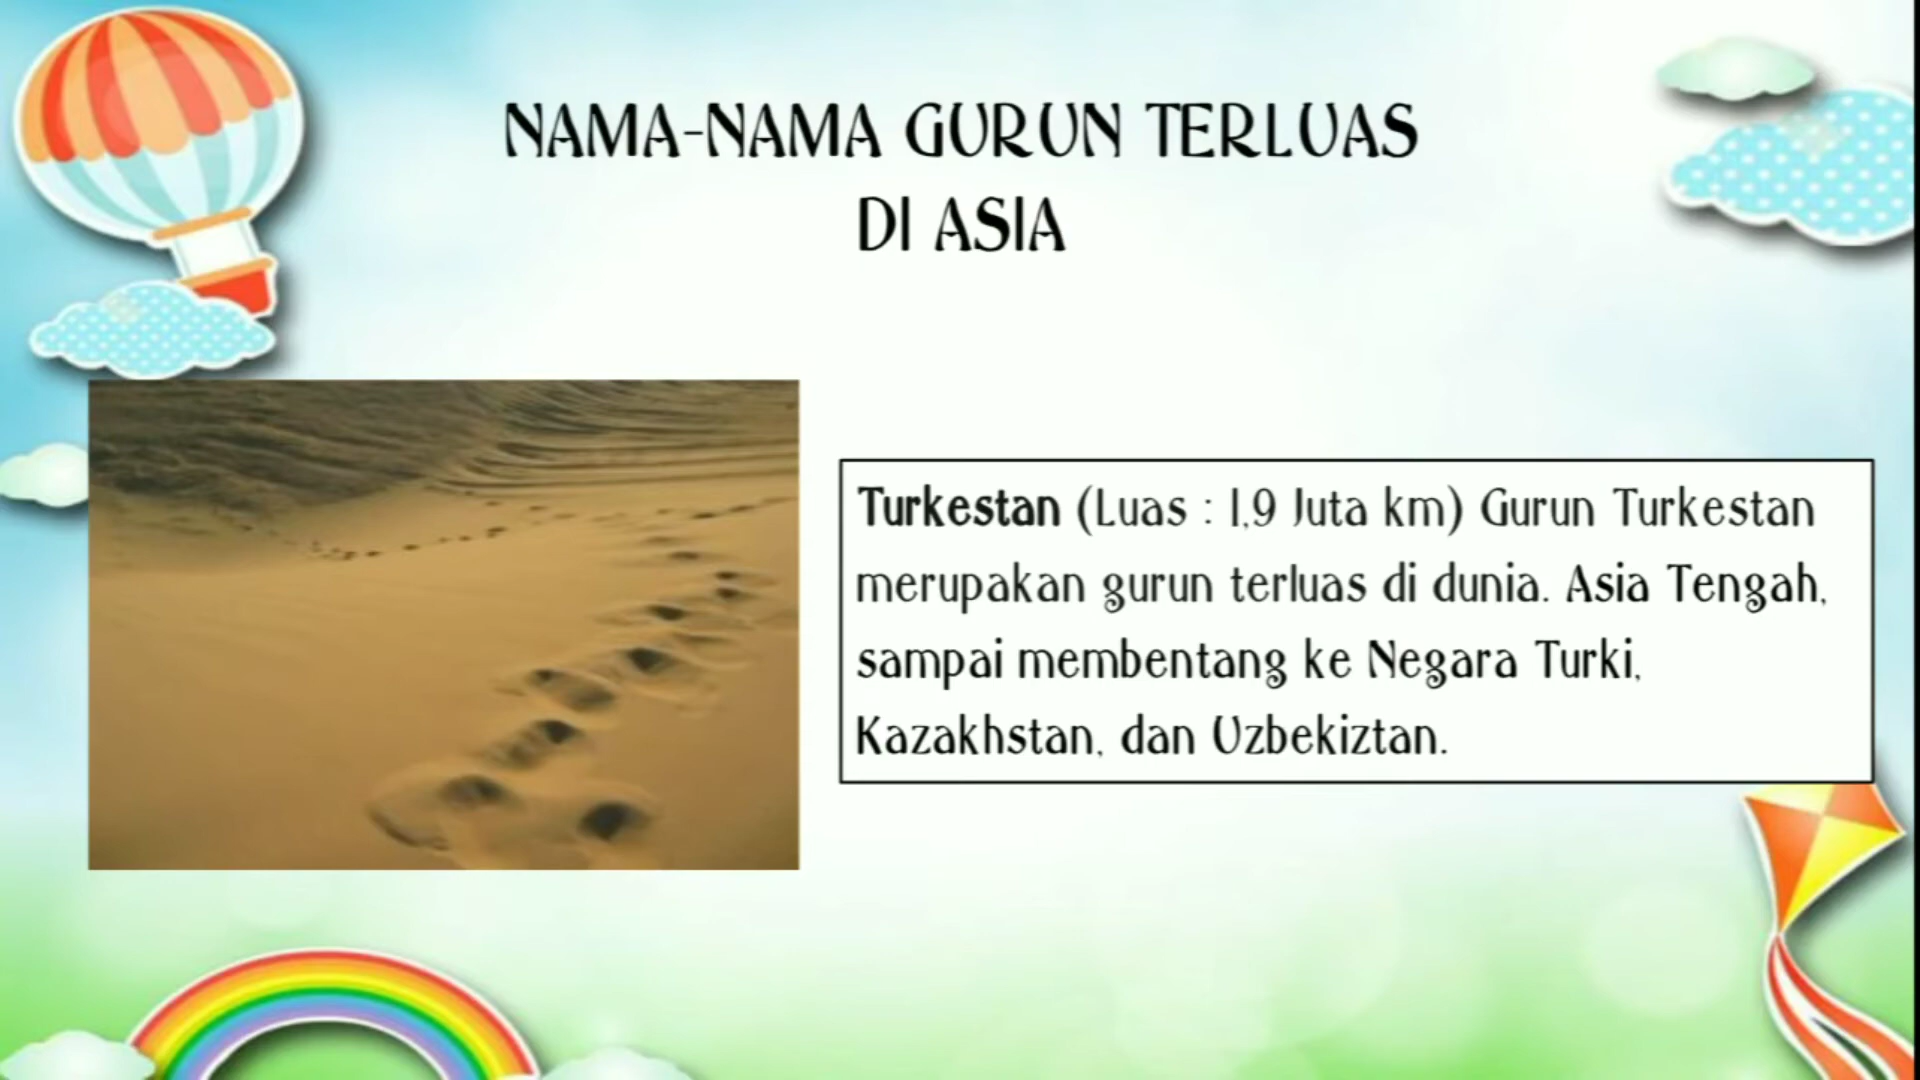 NAMA-NAMA GURUN TERLUAS
DI ASIA
Turkestan (Luas : 1,9 Juta km) Gurun Turkestan
merupakan gurun terluas di dunia. Asia Tengah,
sampai membentang ke Negara Turki,
Kazakhstan, dan Uzbekiztan.